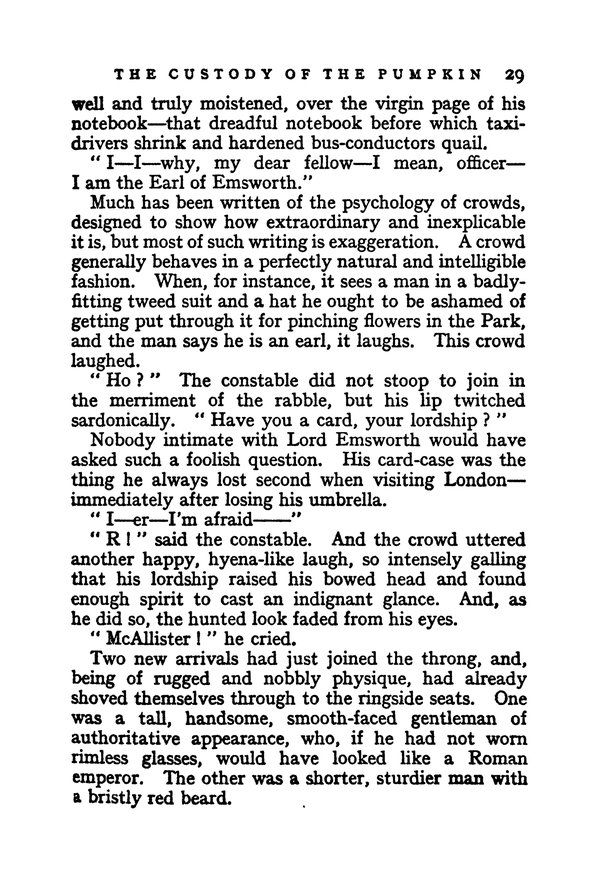 THE CUSTODY OF THE PUMPKIN 29
well and truly moistened, over the virgin page of his
notebook—that dreadful notebook before which taxi-
drivers shrink and hardened bus-conductors quail.
“ I—I—why, my dear fellow—I mean, officer—
I am the Earl of Emsworth.”
Much has been written of the psychology of crowds,
designed to show how extraordinary and inexplicable
it is, but most of such writing is exaggeration. A crowd
generally behaves in a perfectly natural and intelligible
fashion. When, for instance, it sees a man in a badly-
fitting tweed suit and a hat he ought to be ashamed of
getting put through it for pinching flowers in the Park,
and the man says he is an earl, it laughs. This crowd
laughed.
“ Ho ? ” The constable did not stoop to join in
the merriment of the rabble, but his lip twitched
sardonically. “ Have you a card, your lordship ? ”
Nobody intimate with Lord Emsworth would have
asked such a foolish question. His card-case was the
thing he always lost second when visiting London—
immediately after losing his umbrella.
“ I—er—I’m afraid——”
“ R ! ” said the constable. And the crowd uttered
another happy, hyena-like laugh, so intensely galling
that his lordship raised his bowed head and found
enough spirit to cast an indignant glance. And, as
he did so, the hunted look faded from his eyes.
“ McAllister ! ” he cried.
Two new arrivals had just joined the throng, and,
being of rugged and nobbly physique, had already
shoved themselves through to the ringside seats. One
was a tall, handsome, smooth-faced gentleman of
authoritative appearance, who, if he had not worn
rimless glasses, would have looked like a Roman
emperor. The other was a shorter, sturdier man with
a bristly red beard.